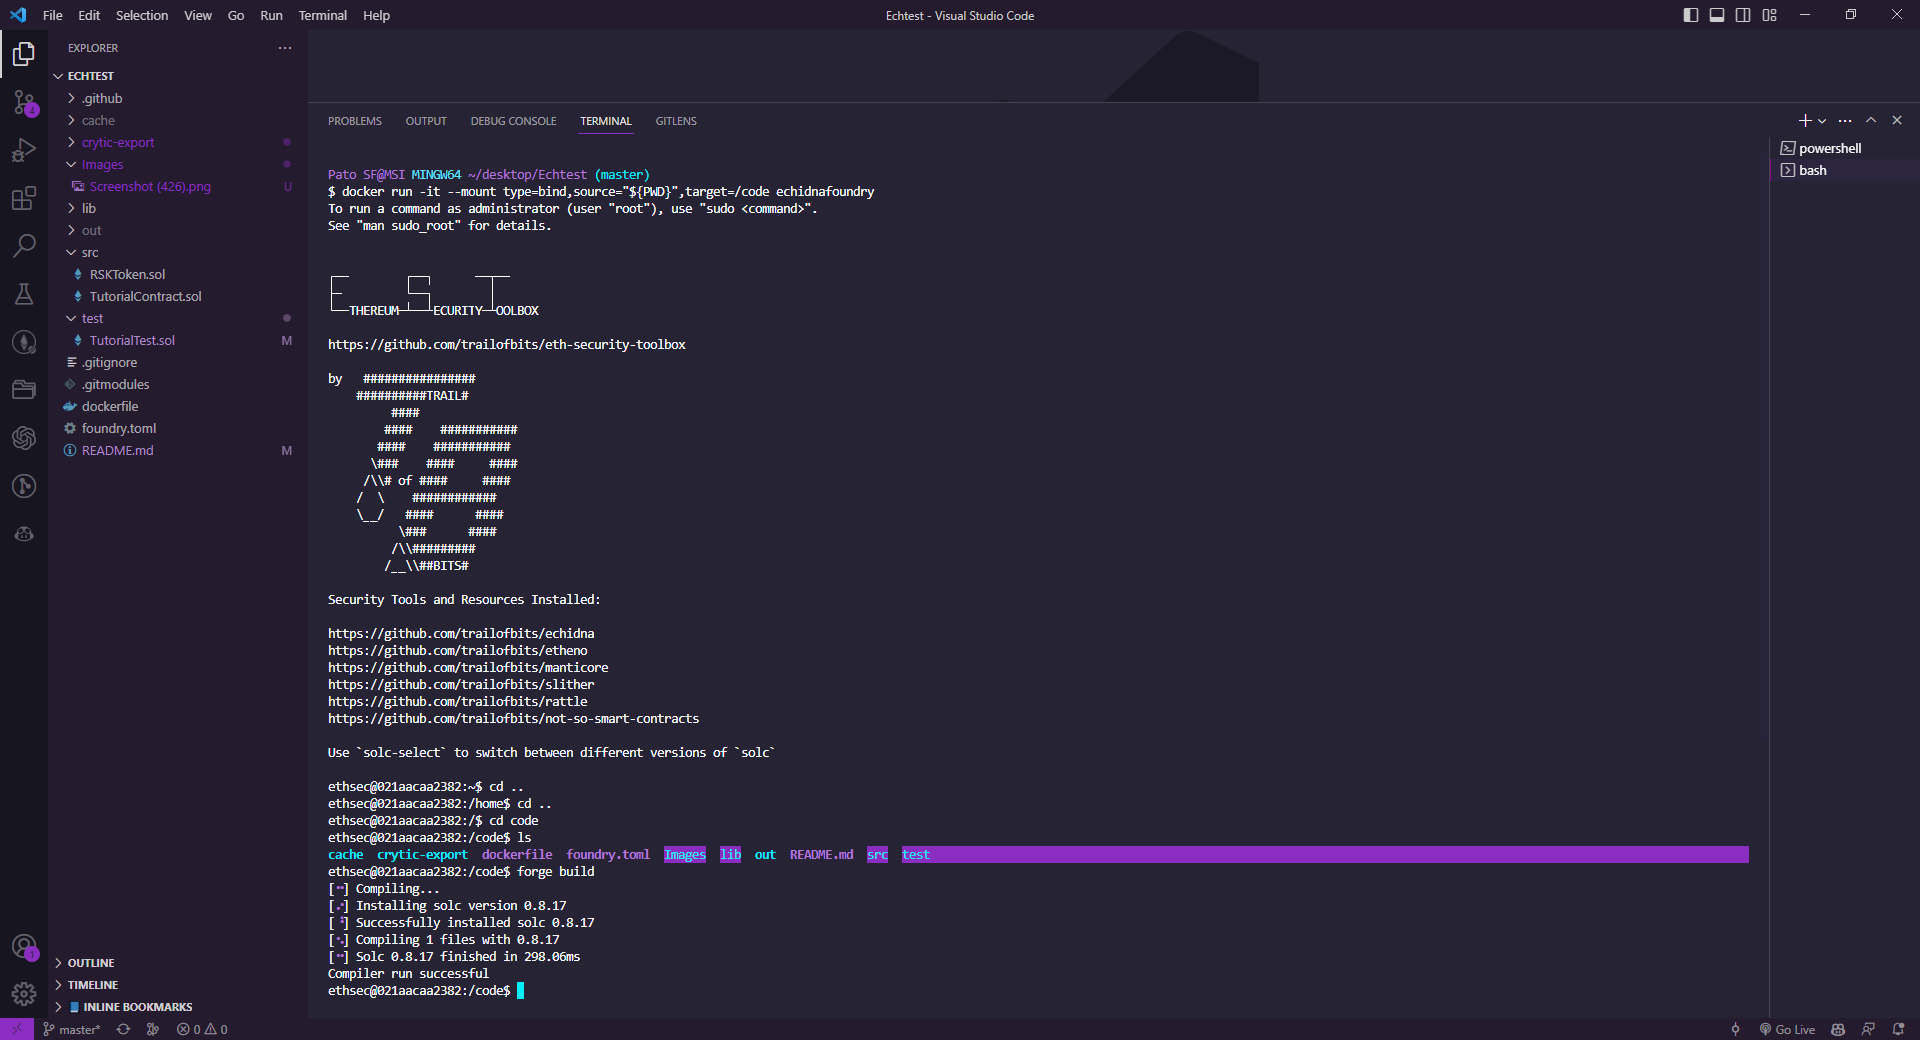 File Edit Selection View Go Run Terminal Help
Echtest - Visual Studio Code
EXPLORER
ECHTEST
.github
cache
crytic-export
Images
Screenshot (426).png U
lib
out
src
RSKToken.sol
TutorialContract.sol
test
TutorialTest.sol M
.gitignore
.gitmodules
dockerfile
foundry.toml
README.md M
OUTLINE
TIMELINE
INLINE BOOKMARKS
PROBLEMS OUTPUT DEBUG CONSOLE TERMINAL GITLENS
powershell
bash
Pato SF@MSI MINGW64 ~/desktop/Echtest (master)
$ docker run -it --mount type=bind,source="${PWD}",target=/code echidnafoundry
To run a command as administrator (user "root"), use "sudo <command>".
See "man sudo_root" for details.
THEREUM ECURITY OOLBOX
https://github.com/trailofbits/eth-security-toolbox
by ################
##########TRAIL#
####
#### ###########
#### ###########
\### #### ####
/\\# of #### ####
/ \ ############
\__/ #### ####
\### ####
/\\#########
/__\\##BITS#
Security Tools and Resources Installed:
https://github.com/trailofbits/echidna
https://github.com/trailofbits/etheno
https://github.com/trailofbits/manticore
https://github.com/trailofbits/slither
https://github.com/trailofbits/rattle
https://github.com/trailofbits/not-so-smart-contracts
Use `solc-select` to switch between different versions of `solc`
ethsec@021aacaa2382:~$ cd ..
ethsec@021aacaa2382:/home$ cd ..
ethsec@021aacaa2382:/$ cd code
ethsec@021aacaa2382:/code$ ls
cache crytic-export dockerfile foundry.toml Images lib out README.md src test
ethsec@021aacaa2382:/code$ forge build
[⠒] Compiling...
[⠔] Installing solc version 0.8.17
[⠘] Successfully installed solc 0.8.17
[⠢] Compiling 1 files with 0.8.17
[⠒] Solc 0.8.17 finished in 298.06ms
Compiler run successful
ethsec@021aacaa2382:/code$
4
1
master* 0 0
Go Live